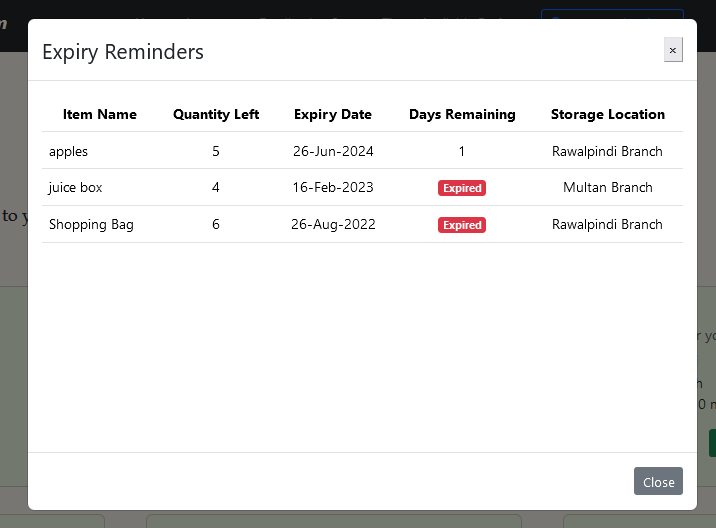 Expiry Reminders
×
Item Name Quantity Left Expiry Date Days Remaining Storage Location
apples 5 26-Jun-2024 1 Rawalpindi Branch
juice box 4 16-Feb-2023 Expired Multan Branch
to
Shopping Bag 6 26-Aug-2022 Expired Rawalpindi Branch
Close